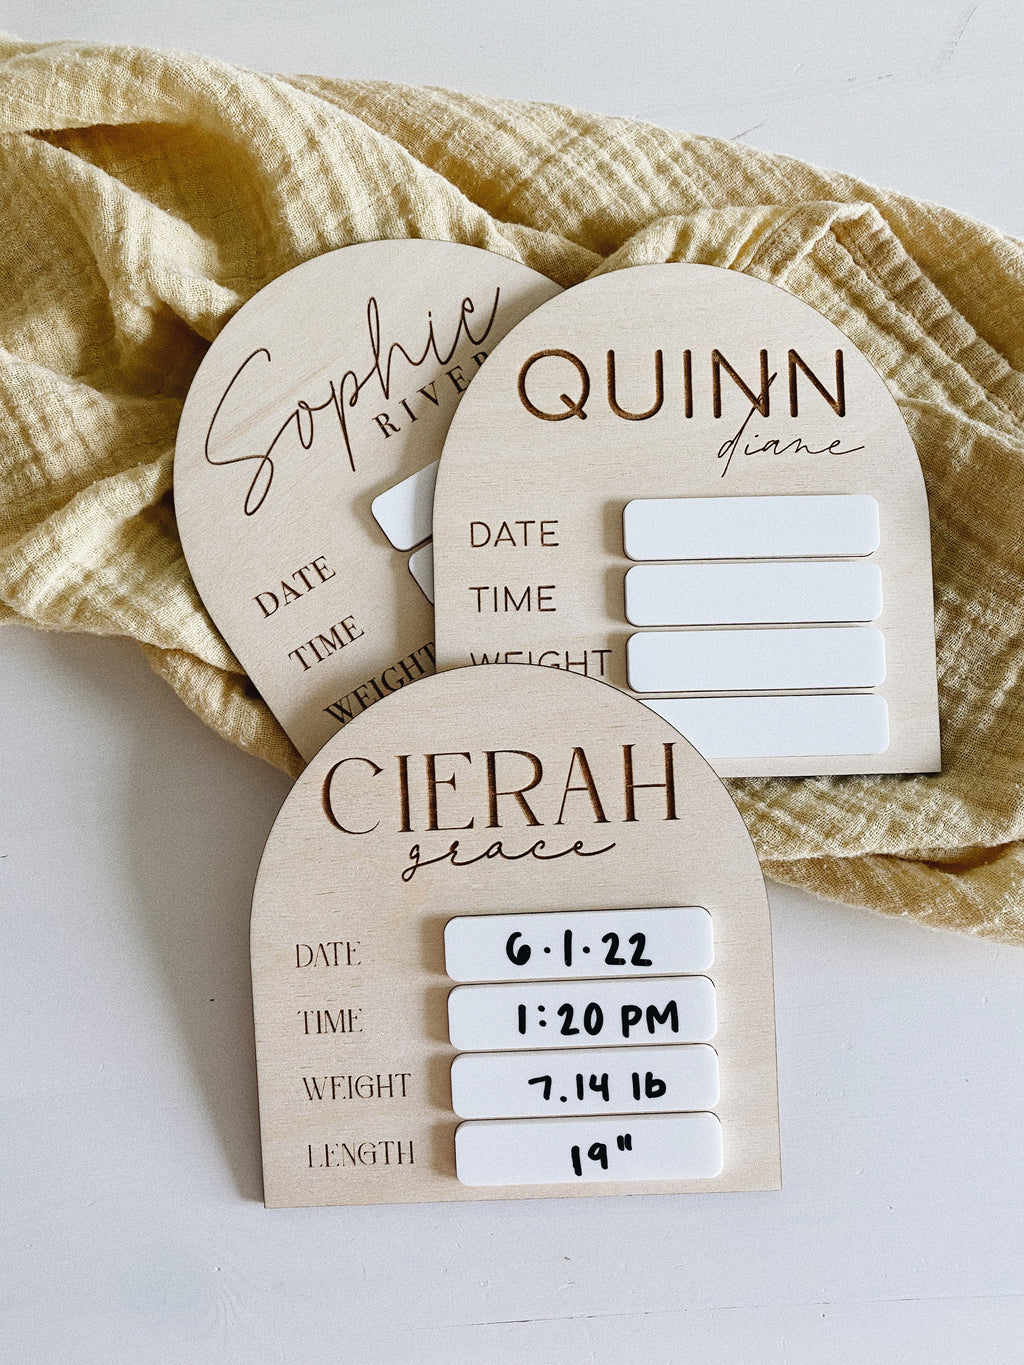 Sophie
RIVER
DATE
TIME
WEIGHT
QUINN
diane
DATE
TIME
WEIGHT
CIERAH
grace
DATE 6.1.22
TIME 1:20 PM
WEIGHT 7.14 lb
LENGTH 19"